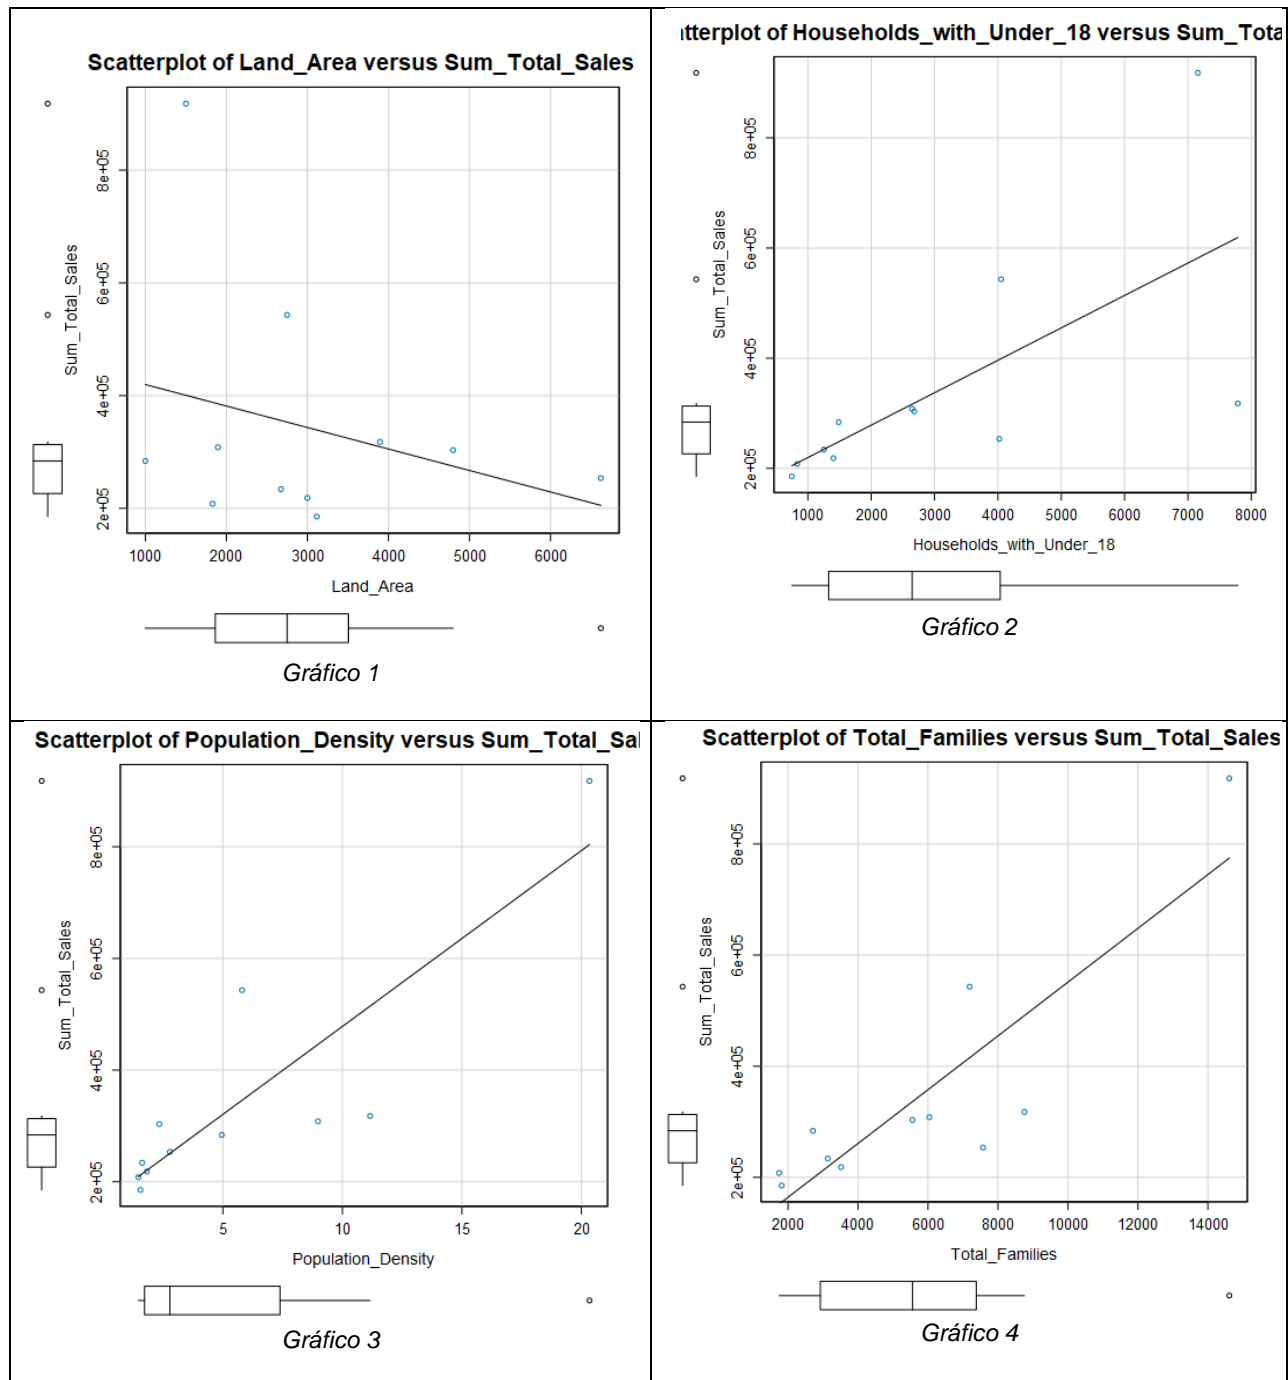 Scatterplot of Land_Area versus Sum_Total_Sales
Sum_Total_Sales
8e+05
6e+05
4e+05
2e+05
1000 2000 3000 4000 5000 6000
Land_Area
Gráfico 1
tterplot of Households_with_Under_18 versus Sum_Tota
Sum_Total_Sales
8e+05
6e+05
4e+05
2e+05
1000 2000 3000 4000 5000 6000 7000 8000
Households_with_Under_18
Gráfico 2
Scatterplot of Population_Density versus Sum_Total_Sal
Sum_Total_Sales
8e+05
6e+05
4e+05
2e+05
5 10 15 20
Population_Density
Gráfico 3
Scatterplot of Total_Families versus Sum_Total_Sales
Sum_Total_Sales
8e+05
6e+05
4e+05
2e+05
2000 4000 6000 8000 10000 12000 14000
Total_Families
Gráfico 4